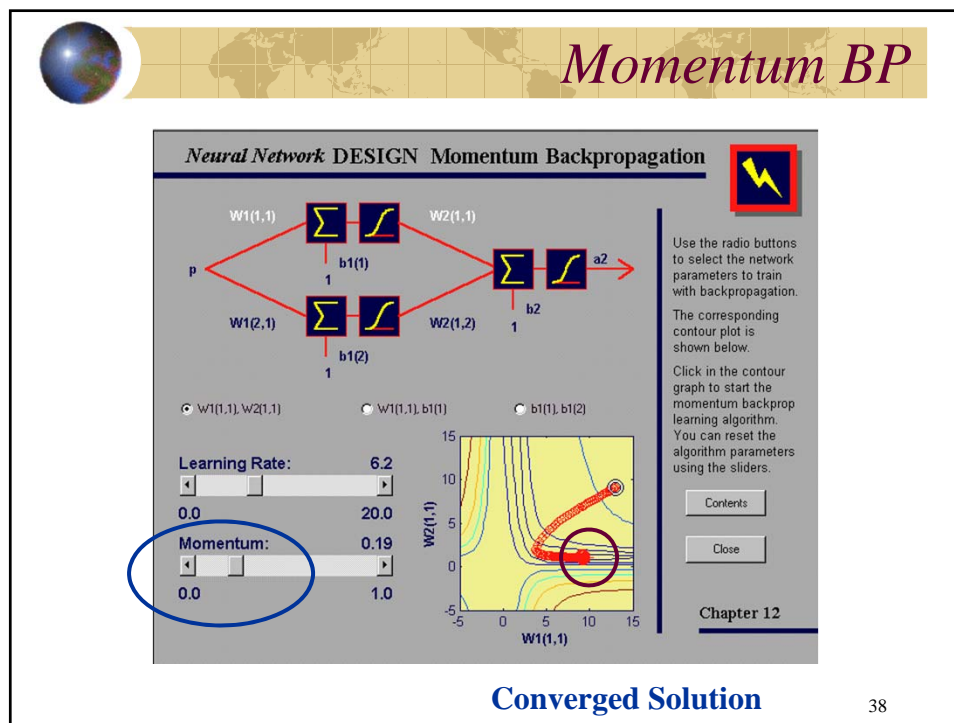 Momentum BP
Neural Network DESIGN Momentum Backpropagation
W1(1,1)
W2(1,1)
b1(1)
1
p
a2
b2
1
W1(2,1)
W2(1,2)
b1(2)
1
Use the radio buttons
to select the network
parameters to train
with backpropagation.
The corresponding
contour plot is
shown below.
Click in the contour
graph to start the
momentum backprop
learning algorithm.
You can reset the
algorithm parameters
using the sliders.
W1(1,1), W2(1,1)
W1(1,1), b1(1)
b1(1), b1(2)
Learning Rate: 6.2
0.0 20.0
Momentum: 0.19
0.0 1.0
15
10
5
0
-5
W2(1,1)
-5 0 5 10 15
W1(1,1)
Contents
Close
Chapter 12
Converged Solution
38